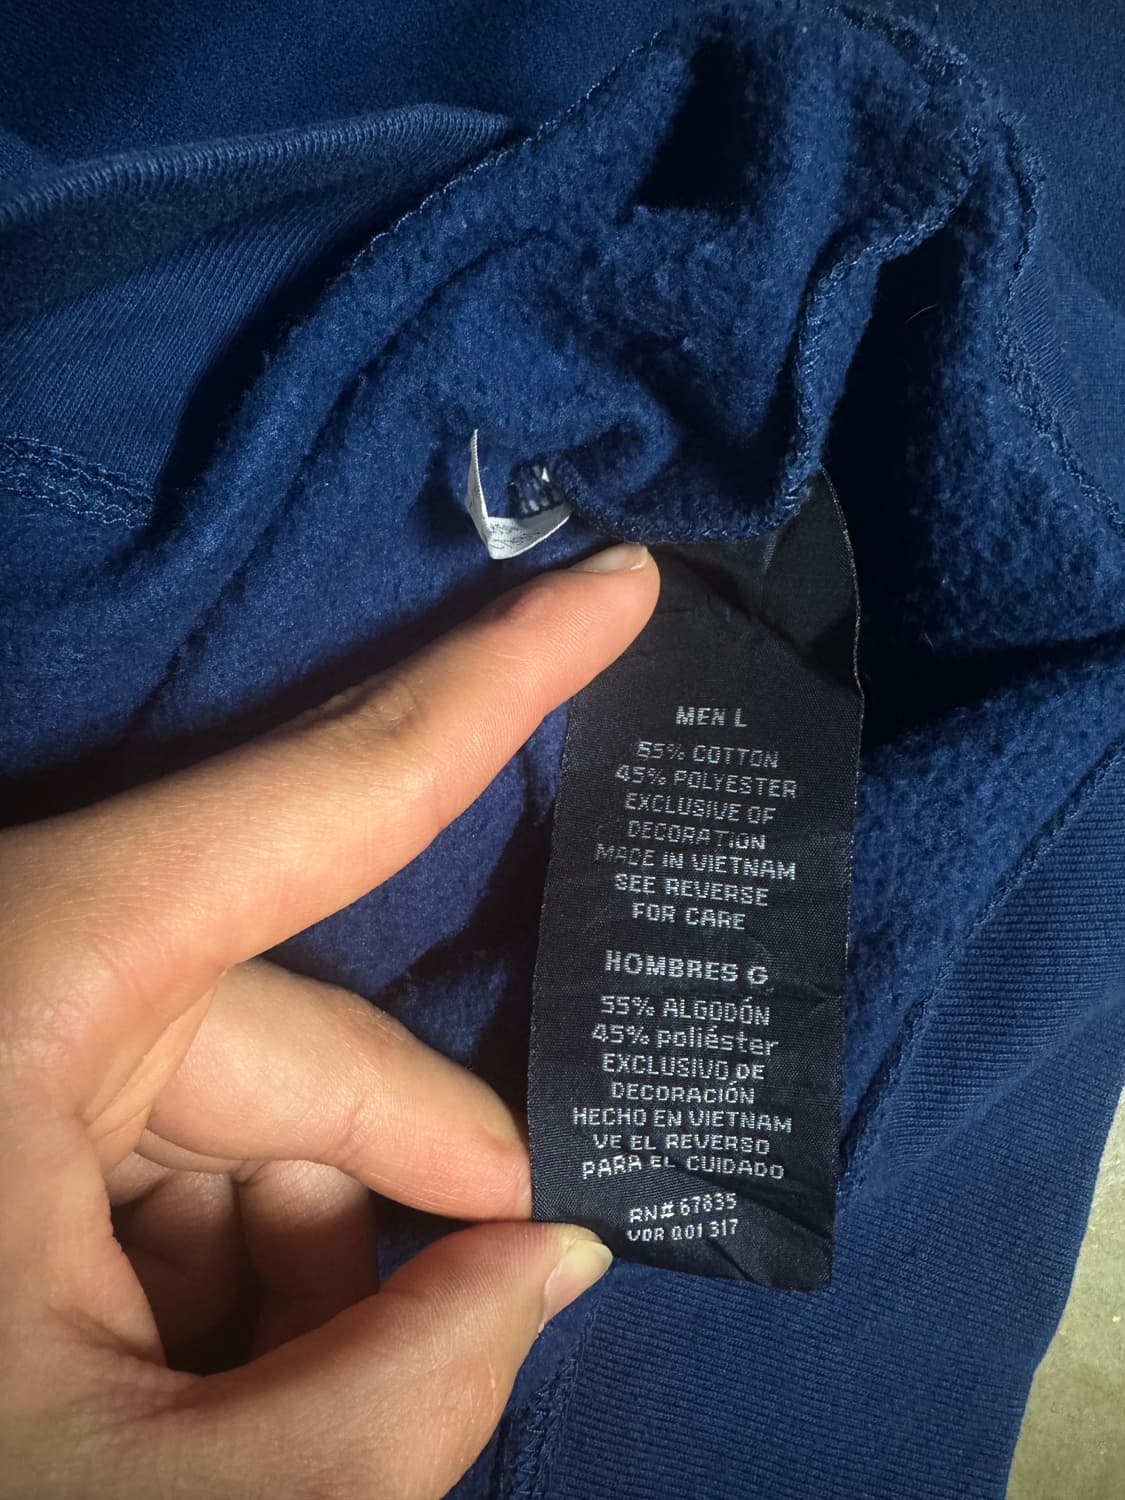 MEN L
55% COTTON
45% POLYESTER
EXCLUSIVE OF
DECORATION
MADE IN VIETNAM
SEE REVERSE
FOR CARE
HOMBRES G
55% ALGODÓN
45% poliéster
EXCLUSIVO DE
DECORACIÓN
HECHO EN VIETNAM
VE EL REVERSO
PARA EL CUIDADO
RN# 67835
VDR Q01 317